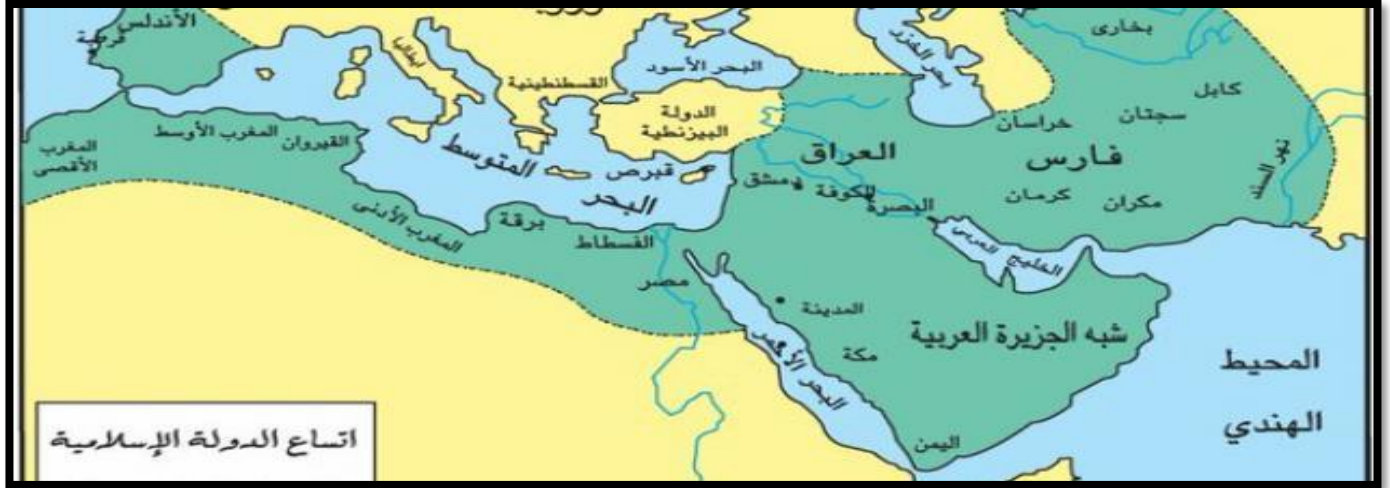 الأندلس
قرطبة
إيطاليا
القسطنطينية
البحر الأسود
بحر الخزر
بخارى
كابل
سجتان
خراسان
الدولة
البيزنطية
المغرب
الأقصى
المغرب الأوسط
القيروان
المتوسط
البحر
قبرص
دمشق
العراق
الكوفة
البصرة
فارس
كرمان
مكران
نهر السند
المغرب الأدنى
برقة
الفسطاط
مصر
الخليج العربي
المدينة
مكة
شبه الجزيرة العربية
البحر الأحمر
اليمن
المحيط
الهندي
اتساع الدولة الإسلامية